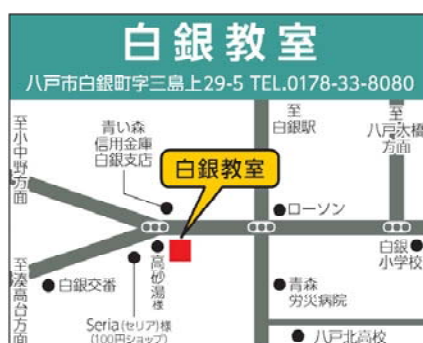 白銀教室
八戸市白銀町字三島上29-5 TEL.0178-33-8080
至小中野方面
青い森
信用金庫
白銀支店
至
白銀駅
至
八戸大橋
方面
白銀教室
ローソン
至湊高台方面
白銀交番
高砂湯様
白銀
小学校
青森
労災病院
Seria(セリア)様
(100円ショップ)
八戸北高校